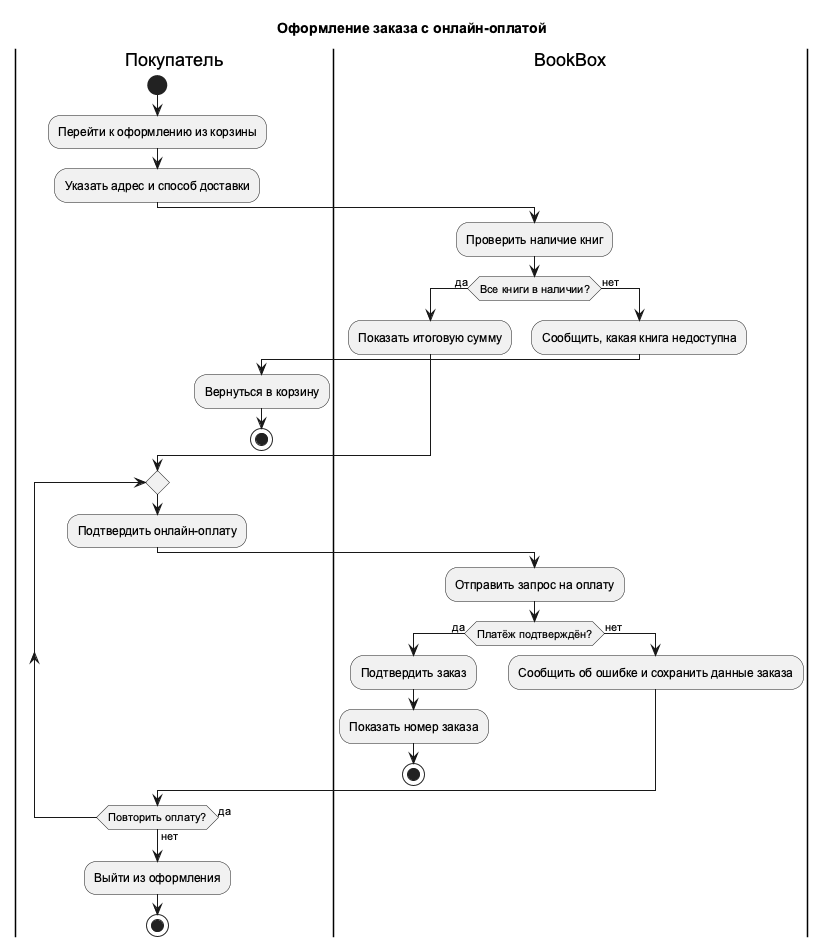 Оформление заказа с онлайн-оплатой
Покупатель
BookBox
Перейти к оформлению из корзины
Указать адрес и способ доставки
Проверить наличие книг
да
Все книги в наличии?
нет
Показать итоговую сумму
Сообщить, какая книга недоступна
Вернуться в корзину
Подтвердить онлайн-оплату
Отправить запрос на оплату
да
Платёж подтверждён?
нет
Подтвердить заказ
Сообщить об ошибке и сохранить данные заказа
Показать номер заказа
Повторить оплату?
да
нет
Выйти из оформления